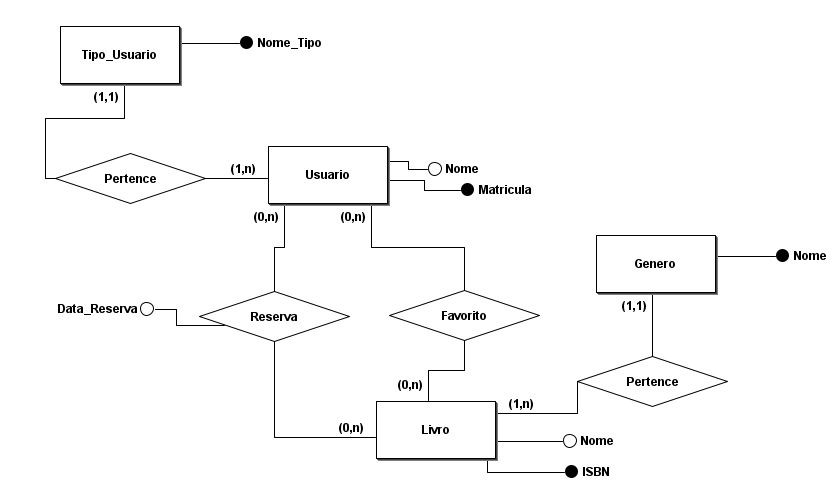 Tipo_Usuario
Nome_Tipo
(1,1)
Pertence
(1,n)
Usuario
Nome
Matricula
(0,n)
(0,n)
Genero
Nome
(1,1)
Data_Reserva
Reserva
Favorito
Pertence
(0,n)
(1,n)
(0,n)
Livro
Nome
ISBN